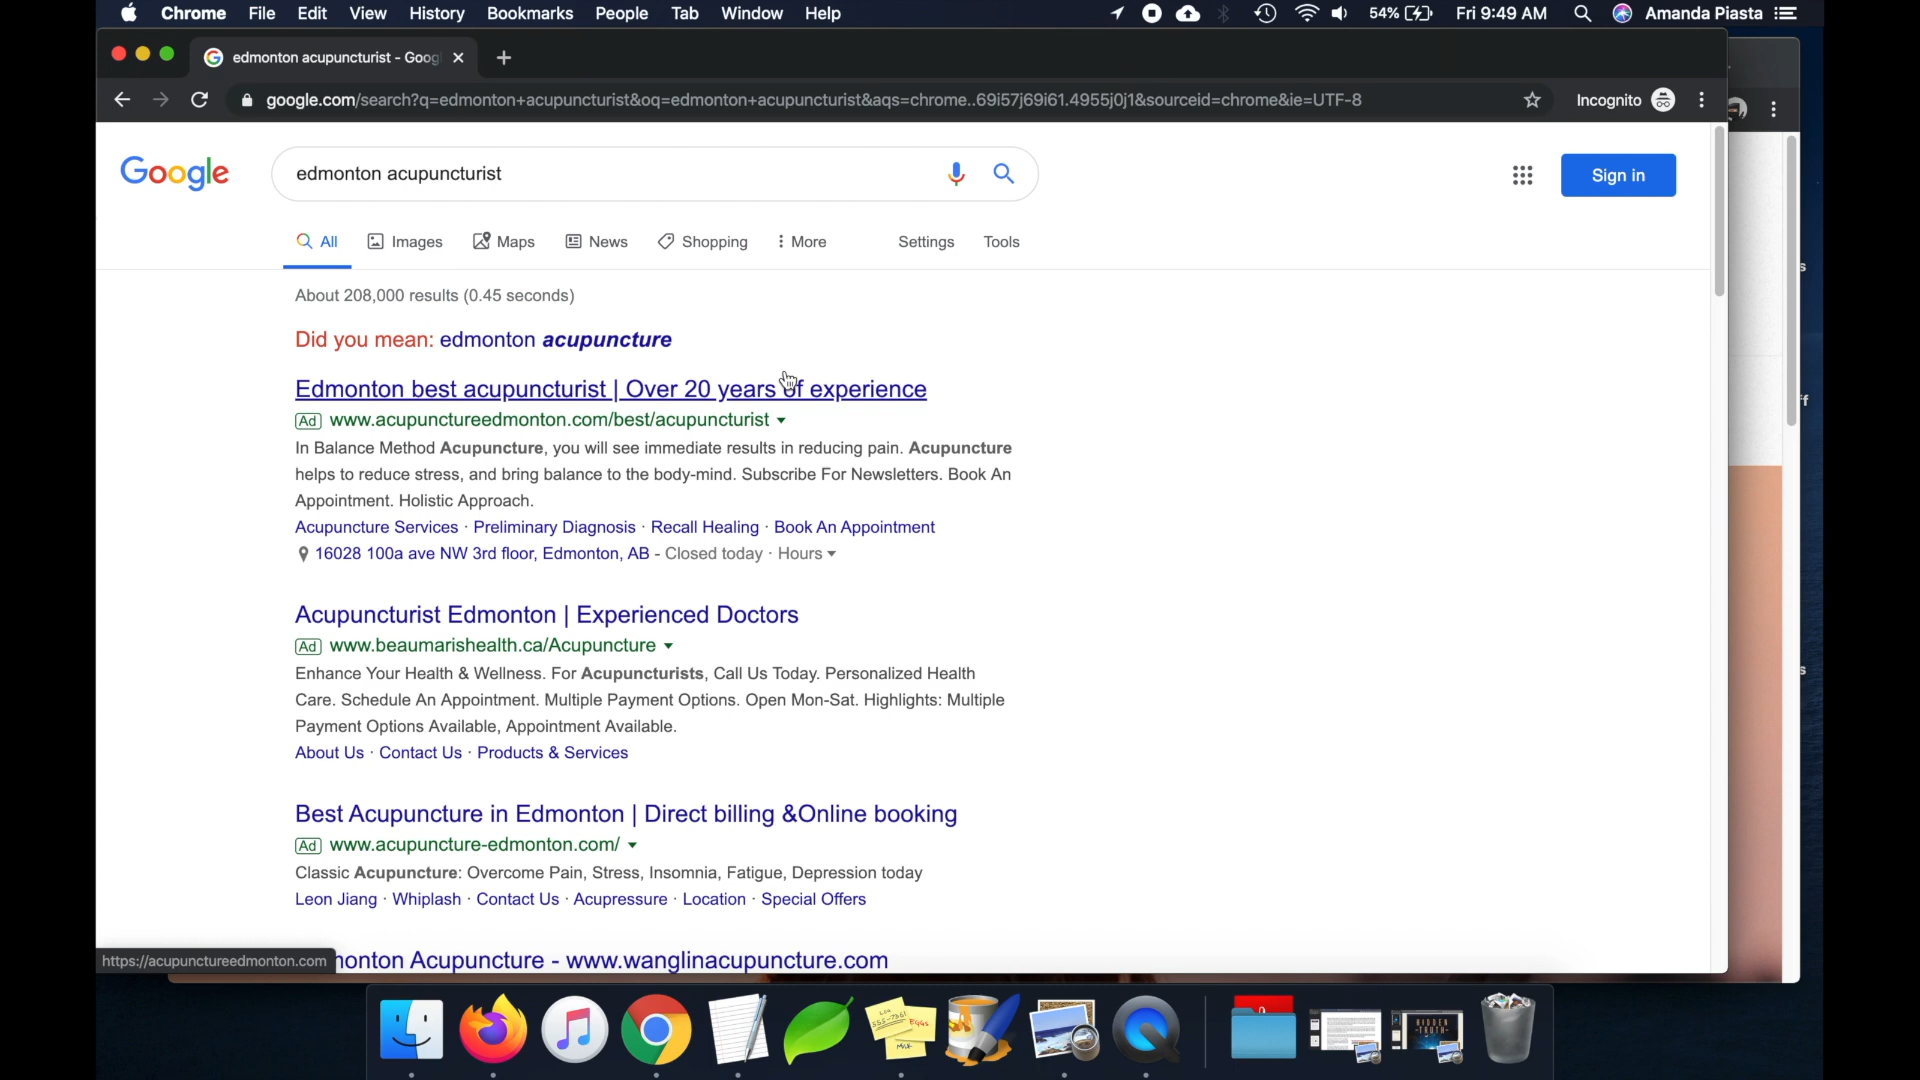 Chrome File Edit View History Bookmarks People Tab Window Help 54% Fri 9:49 AM Amanda Piasta
edmonton acupuncturist - Goog
google.com/search?q=edmonton+acupuncturist&oq=edmonton+acupuncturist&aqs=chrome..69i57j69i61.4955j0j1&sourceid=chrome&ie=UTF-8 Incognito
Google edmonton acupuncturist Sign in
All Images Maps News Shopping More Settings Tools
About 208,000 results (0.45 seconds)
Did you mean: edmonton acupuncture
Edmonton best acupuncturist | Over 20 years of experience
Ad www.acupunctureedmonton.com/best/acupuncturist
In Balance Method Acupuncture, you will see immediate results in reducing pain. Acupuncture
helps to reduce stress, and bring balance to the body-mind. Subscribe For Newsletters. Book An
Appointment. Holistic Approach.
Acupuncture Services · Preliminary Diagnosis · Recall Healing · Book An Appointment
16028 100a ave NW 3rd floor, Edmonton, AB - Closed today · Hours
Acupuncturist Edmonton | Experienced Doctors
Ad www.beaumarishealth.ca/Acupuncture
Enhance Your Health & Wellness. For Acupuncturists, Call Us Today. Personalized Health
Care. Schedule An Appointment. Multiple Payment Options. Open Mon-Sat. Highlights: Multiple
Payment Options Available, Appointment Available.
About Us · Contact Us · Products & Services
Best Acupuncture in Edmonton | Direct billing &Online booking
Ad www.acupuncture-edmonton.com/
Classic Acupuncture: Overcome Pain, Stress, Insomnia, Fatigue, Depression today
Leon Jiang · Whiplash · Contact Us · Acupressure · Location · Special Offers
https://acupunctureedmonton.com
monton Acupuncture - www.wanglinacupuncture.com
EGGS
MILK
HIDDEN
TRUTH